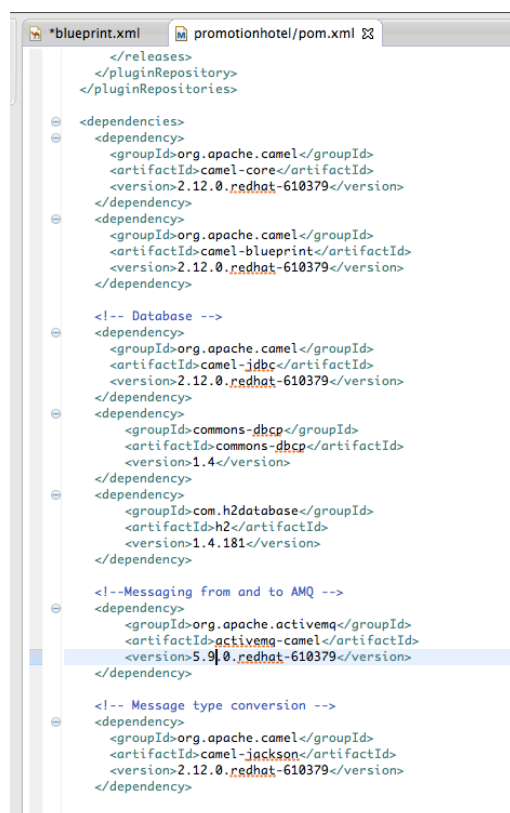 *blueprint.xml promotionhotel/pom.xml
</releases>
</pluginRepository>
</pluginRepositories>
<dependencies>
<dependency>
<groupId>org.apache.camel</groupId>
<artifactId>camel-core</artifactId>
<version>2.12.0.redhat-610379</version>
</dependency>
<dependency>
<groupId>org.apache.camel</groupId>
<artifactId>camel-blueprint</artifactId>
<version>2.12.0.redhat-610379</version>
</dependency>
<!-- Database -->
<dependency>
<groupId>org.apache.camel</groupId>
<artifactId>camel-jdbc</artifactId>
<version>2.12.0.redhat-610379</version>
</dependency>
<dependency>
<groupId>commons-dbcp</groupId>
<artifactId>commons-dbcp</artifactId>
<version>1.4</version>
</dependency>
<dependency>
<groupId>com.h2database</groupId>
<artifactId>h2</artifactId>
<version>1.4.181</version>
</dependency>
<!--Messaging from and to AMQ -->
<dependency>
<groupId>org.apache.activemq</groupId>
<artifactId>activemq-camel</artifactId>
<version>5.9.0.redhat-610379</version>
</dependency>
<!-- Message type conversion -->
<dependency>
<groupId>org.apache.camel</groupId>
<artifactId>camel-jackson</artifactId>
<version>2.12.0.redhat-610379</version>
</dependency>